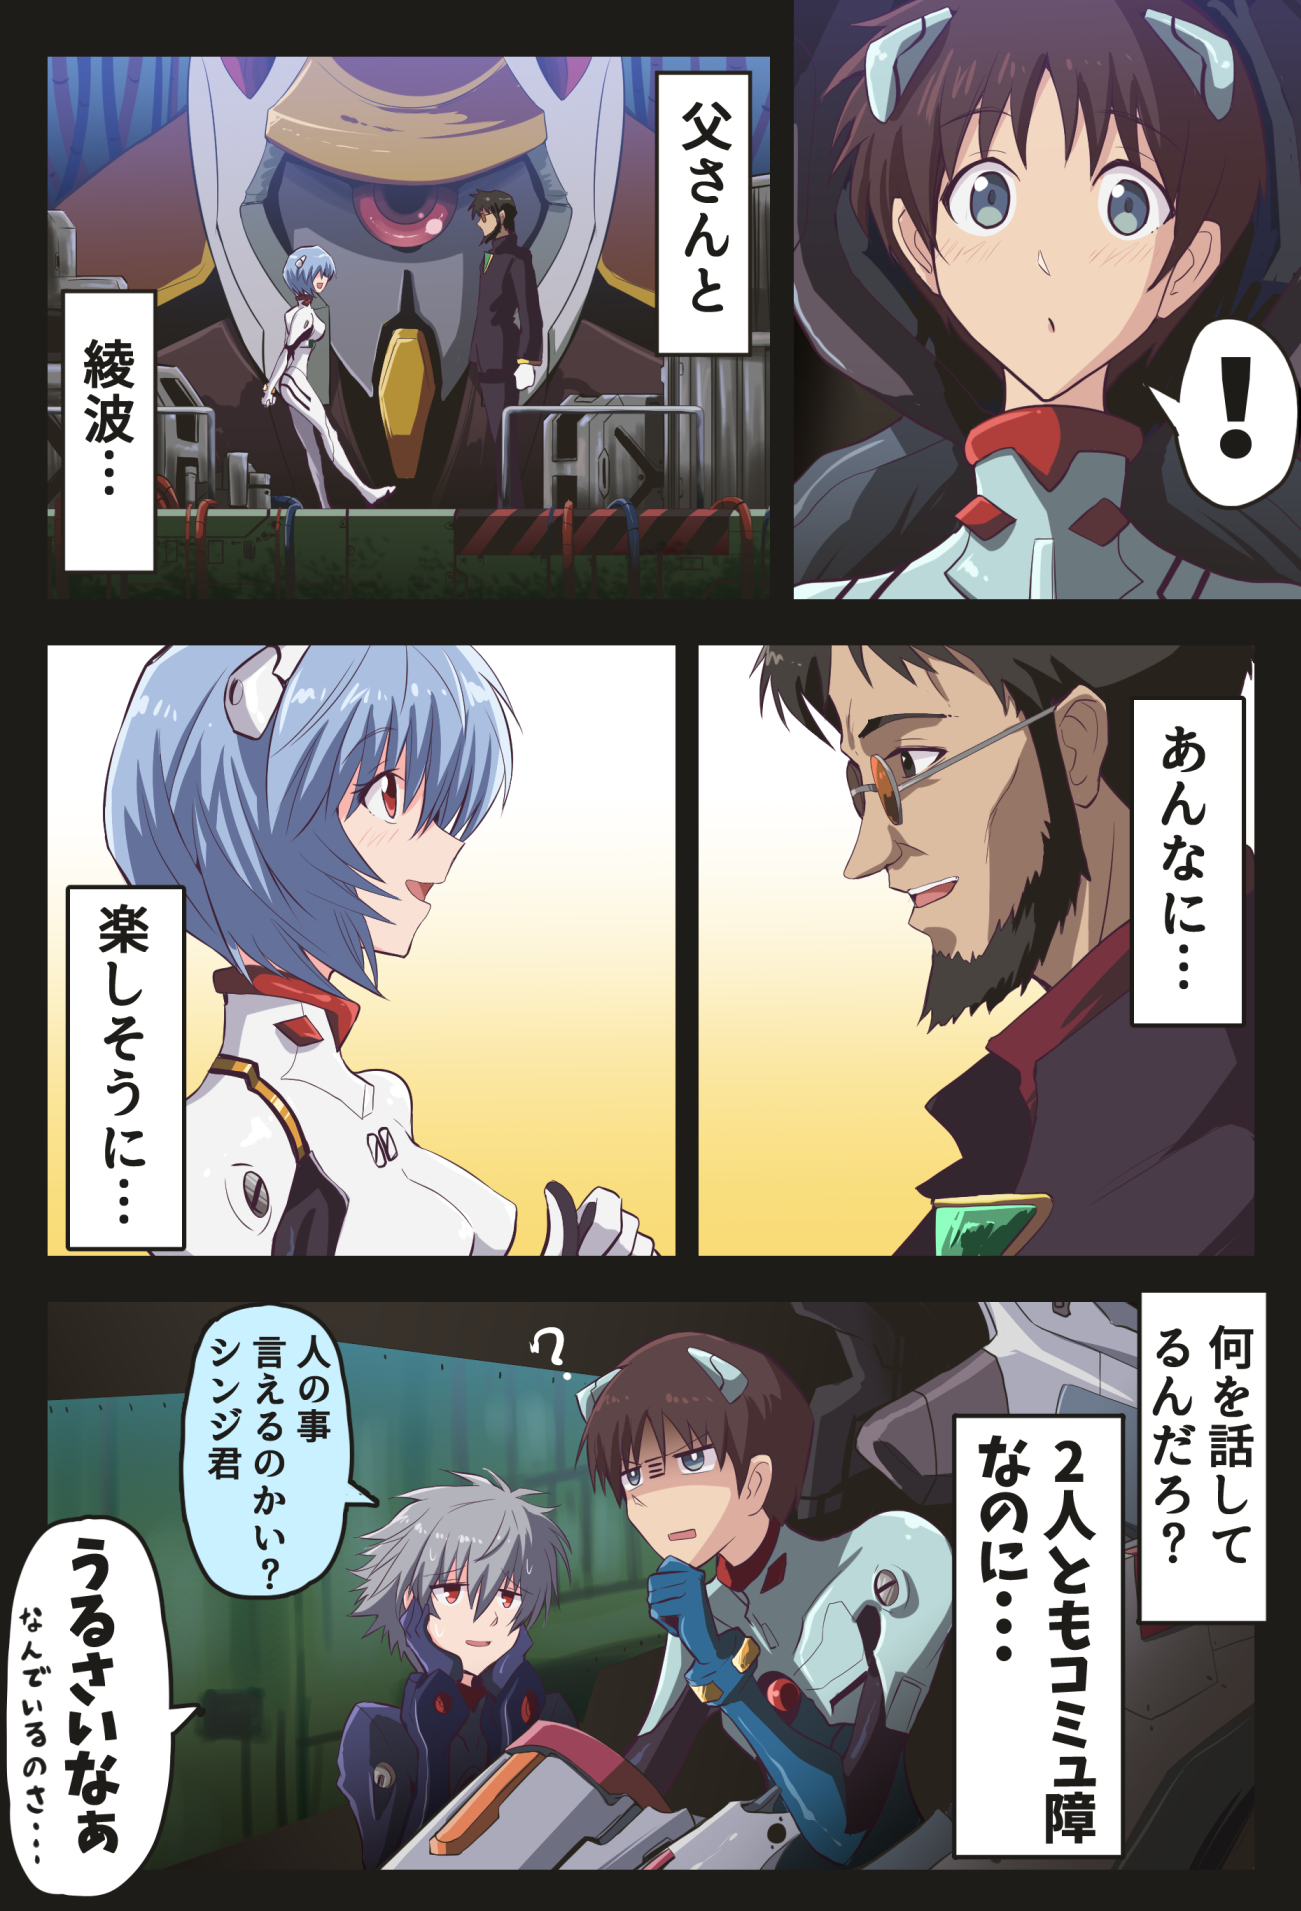 ！
父さんと
綾波…
あんなに…
楽しそうに…
何を話して
るんだろ？
2人ともコミュ障
なのに…
？
人の事
言えるのかい？
シンジ君
うるさいなぁ
なんでいるのさ…
00